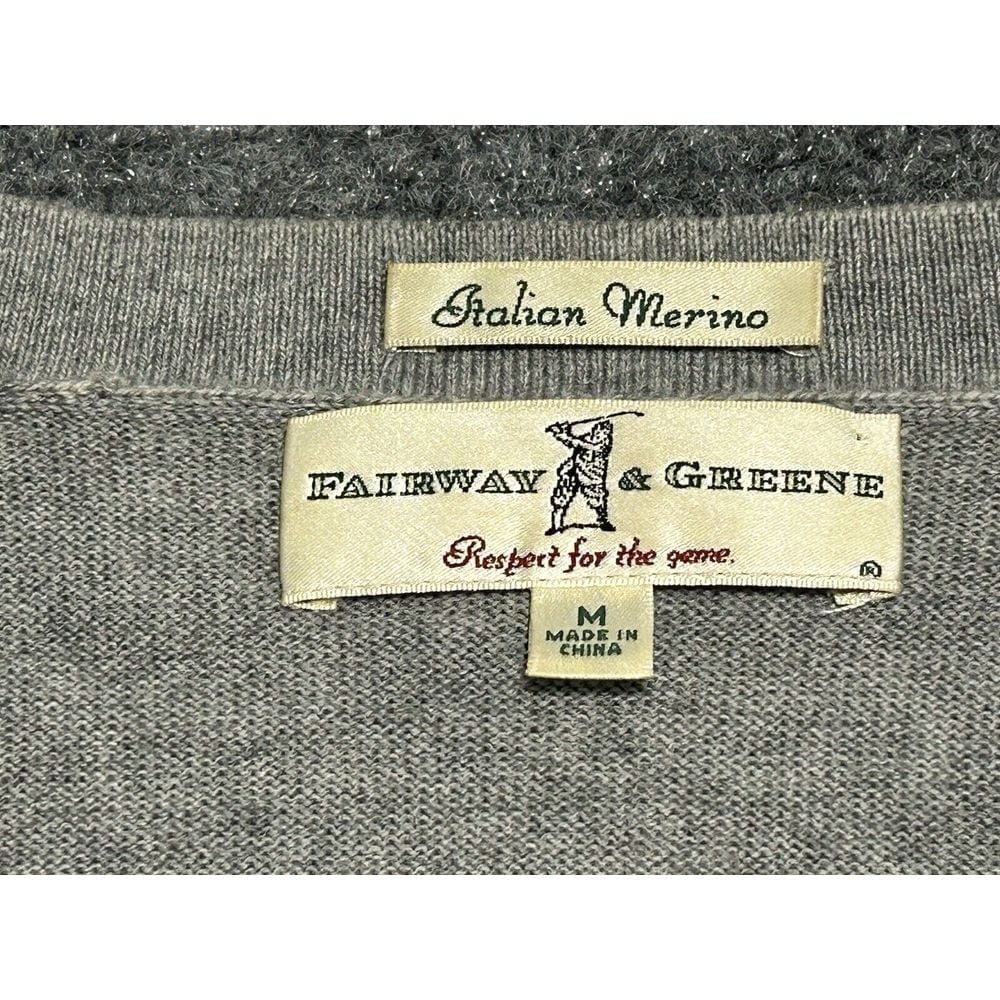 Italian Merino
FAIRWAY & GREENE
Respect for the game.
®
M
MADE IN
CHINA